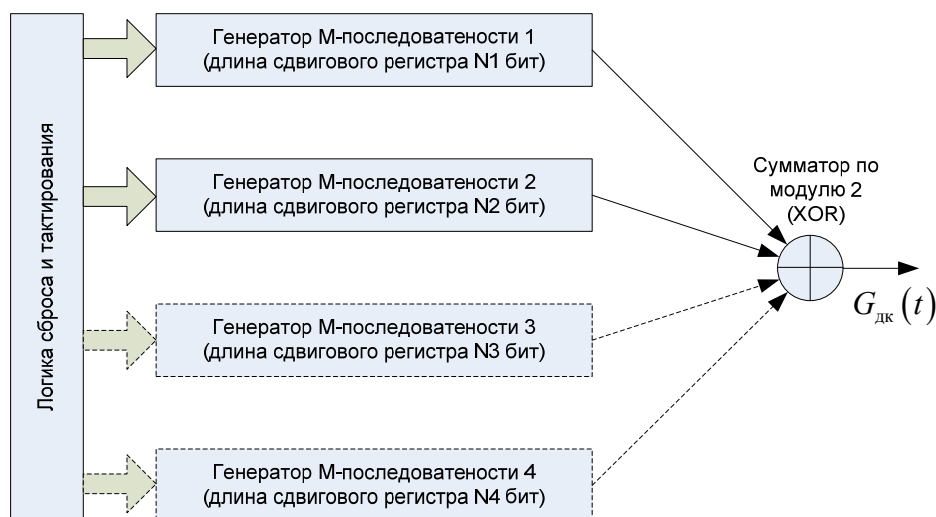 Логика сброса и тактирования
Генератор М-последоватености 1
(длина сдвигового регистра N1 бит)
Генератор М-последоватености 2
(длина сдвигового регистра N2 бит)
Генератор М-последоватености 3
(длина сдвигового регистра N3 бит)
Генератор М-последоватености 4
(длина сдвигового регистра N4 бит)
Сумматор по
модулю 2
(XOR)
G_дк (t)